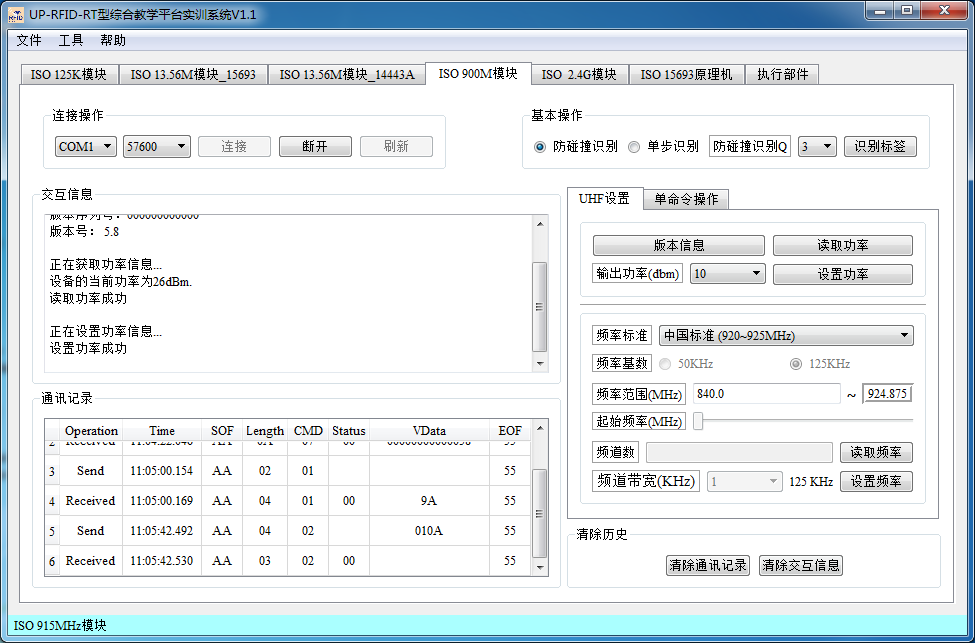 UP-RFID-RT型综合教学平台实训系统V1.1
文件 工具 帮助
ISO 125K模块 ISO 13.56M模块_15693 ISO 13.56M模块_14443A ISO 900M模块 ISO 2.4G模块 ISO 15693原理机 执行部件
连接操作
COM1 57600 连接 断开 刷新
基本操作
防碰撞识别 单步识别 防碰撞识别Q 3 识别标签
交互信息
版本序列号：000000000000
版本号： 5.8
正在获取功率信息...
设备的当前功率为26dBm.
读取功率成功
正在设置功率信息...
设置功率成功
通讯记录
Operation Time SOF Length CMD Status VData EOF
2 Received AA 00 55
3 Send 11:05:00.154 AA 02 01 55
4 Received 11:05:00.169 AA 04 01 00 9A 55
5 Send 11:05:42.492 AA 04 02 010A 55
6 Received 11:05:42.530 AA 03 02 00 55
UHF设置 单命令操作
版本信息 读取功率
输出功率(dbm) 10 设置功率
频率标准 中国标准 (920~925MHz)
频率基数 50KHz 125KHz
频率范围(MHz) 840.0 ~ 924.875
起始频率(MHz)
频道数 读取频率
频道带宽(KHz) 1 125 KHz 设置频率
清除历史
清除通讯记录 清除交互信息
ISO 915MHz模块